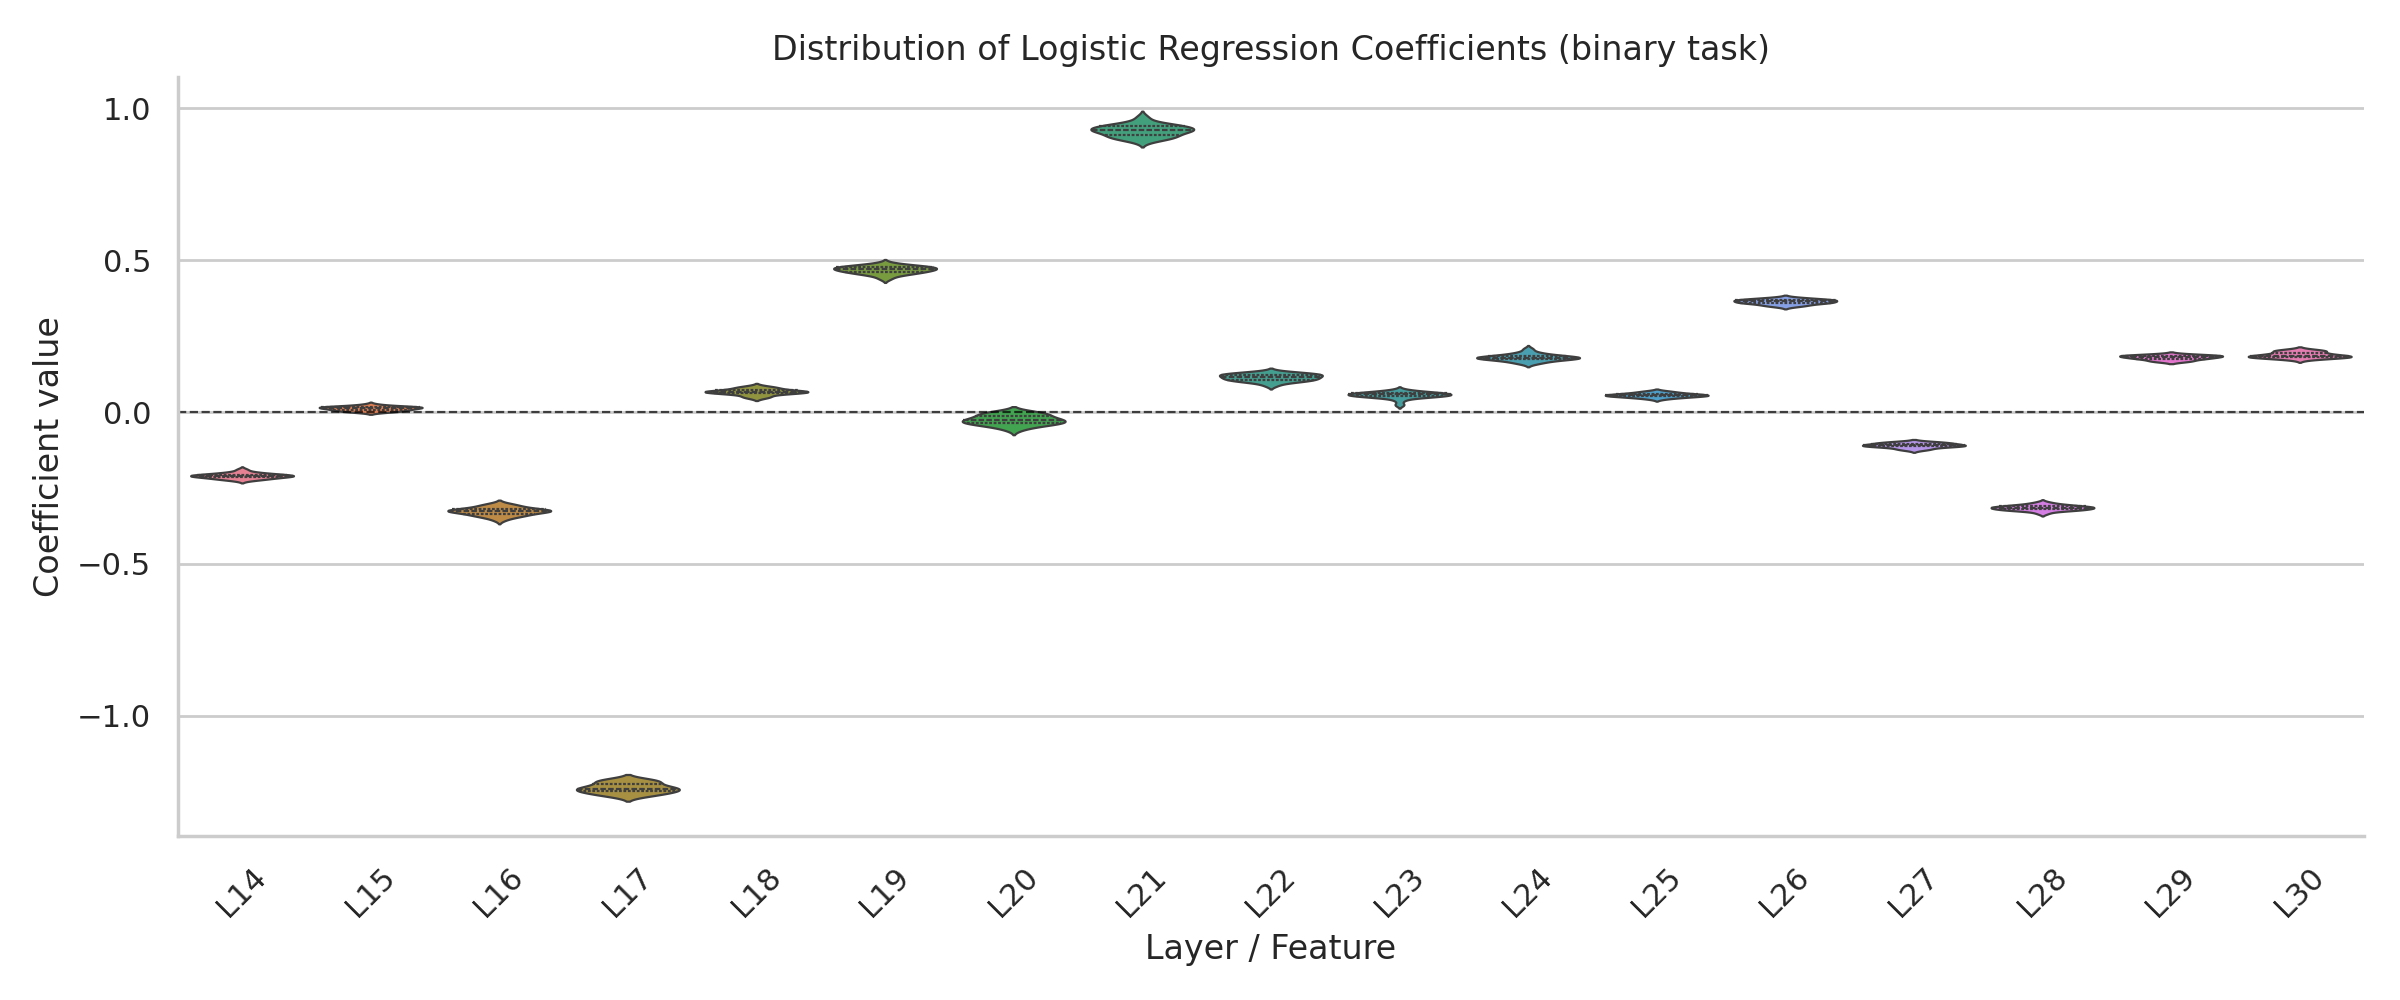 Distribution of Logistic Regression Coefficients (binary task)
1.0
0.5
0.0
−0.5
−1.0
Coefficient value
L14 L15 L16 L17 L18 L19 L20 L21 L22 L23 L24 L25 L26 L27 L28 L29 L30
Layer / Feature